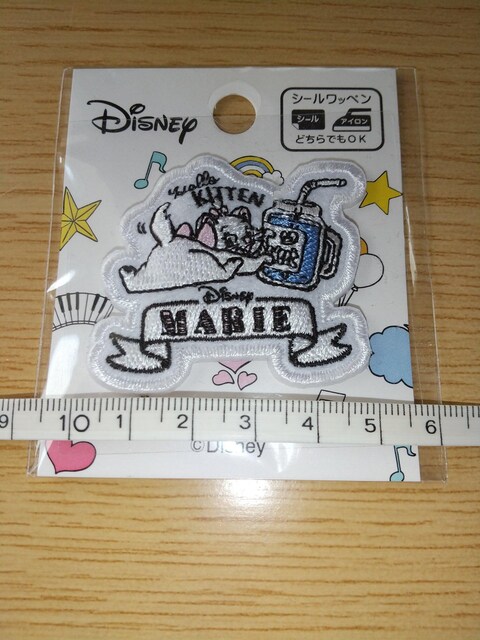 Disney
シールワッペン
シール
アイロン
どちらでもOK
Hello
KITTEN
Disney
MARIE
9 10 1 2 3 4 5 6
©Disney